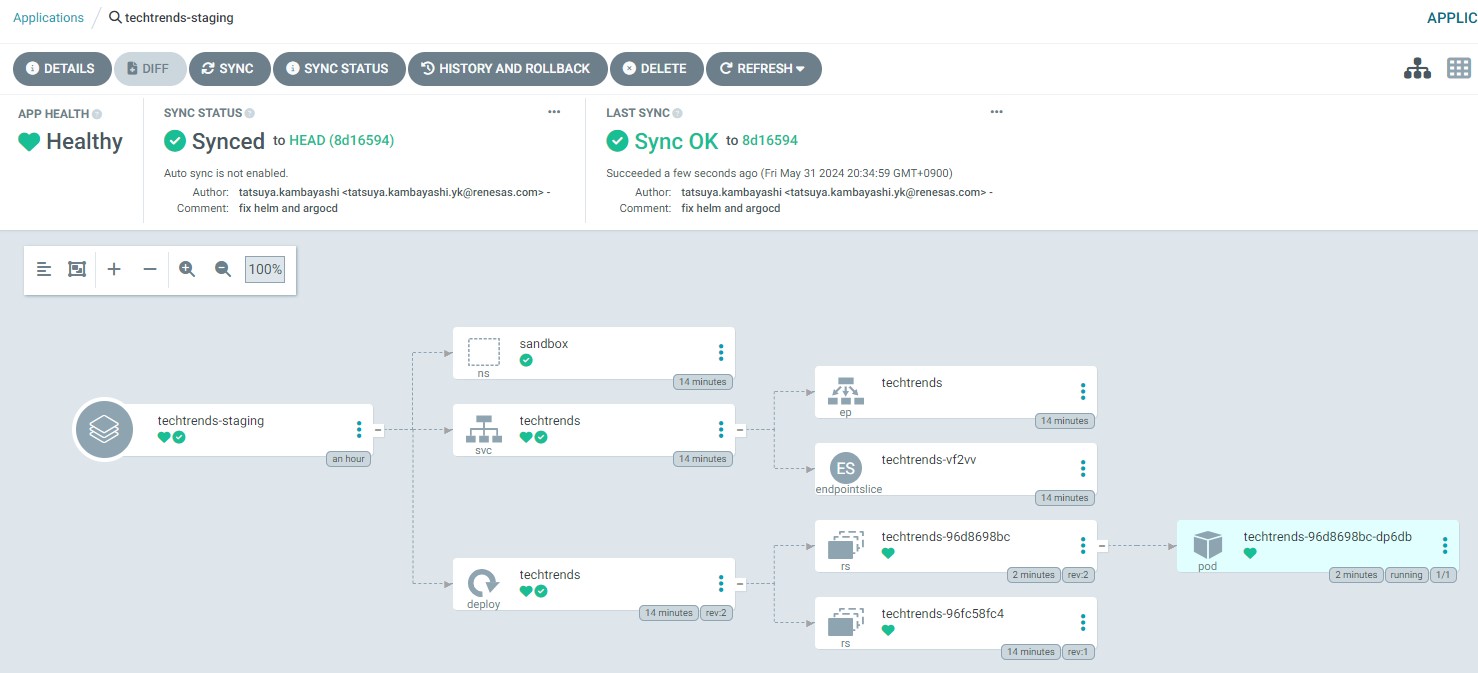 Applications / techtrends-staging
APPLIC
DETAILS DIFF SYNC SYNC STATUS HISTORY AND ROLLBACK DELETE REFRESH
APP HEALTH
Healthy
SYNC STATUS
Synced to HEAD (8d16594)
Auto sync is not enabled.
Author: tatsuya.kambayashi <tatsuya.kambayashi.yk@renesas.com> -
Comment: fix helm and argocd
LAST SYNC
Sync OK to 8d16594
Succeeded a few seconds ago (Fri May 31 2024 20:34:59 GMT+0900)
Author: tatsuya.kambayashi <tatsuya.kambayashi.yk@renesas.com> -
Comment: fix helm and argocd
100%
techtrends-staging
an hour
sandbox
ns
14 minutes
techtrends
svc
14 minutes
techtrends
deploy
14 minutes rev:2
techtrends
ep
14 minutes
ES
techtrends-vf2vv
endpointslice
14 minutes
techtrends-96d8698bc
rs
2 minutes rev:2
techtrends-96fc58fc4
rs
14 minutes rev:1
techtrends-96d8698bc-dp6db
pod
2 minutes running 1/1